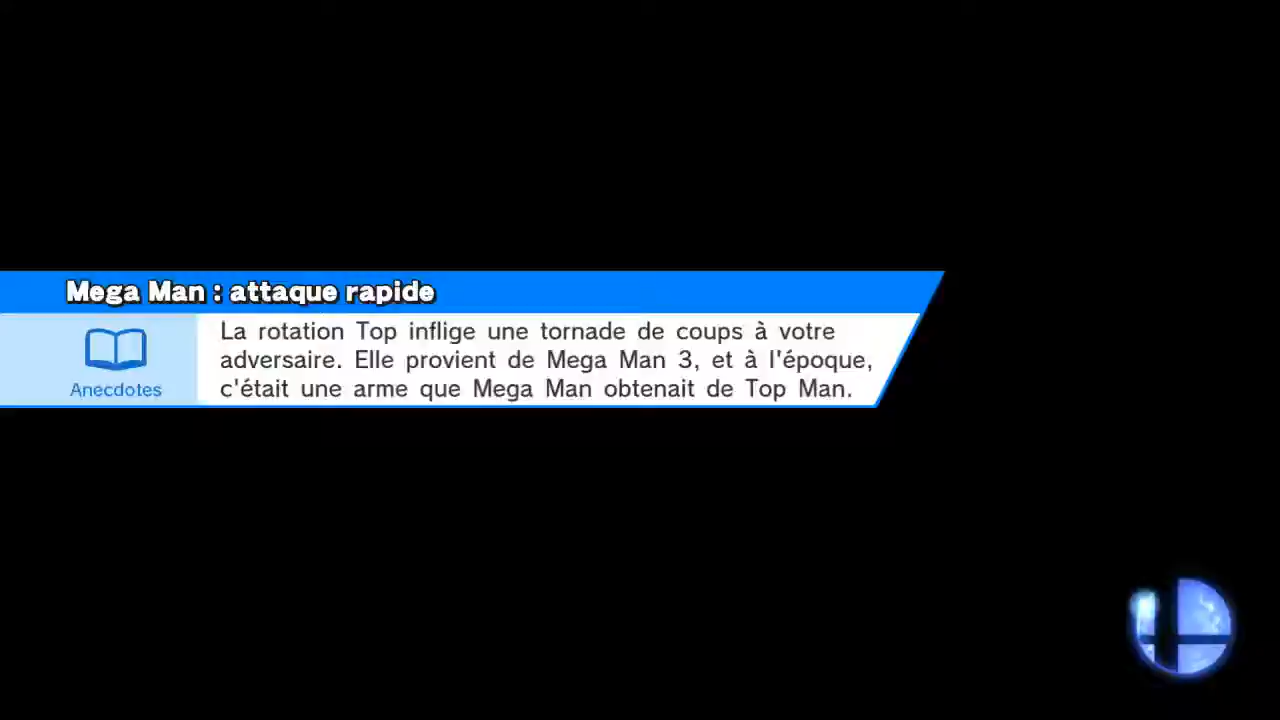 Mega Man : attaque rapide
La rotation Top inflige une tornade de coups à votre
adversaire. Elle provient de Mega Man 3, et à l'époque,
c'était une arme que Mega Man obtenait de Top Man.
Anecdotes